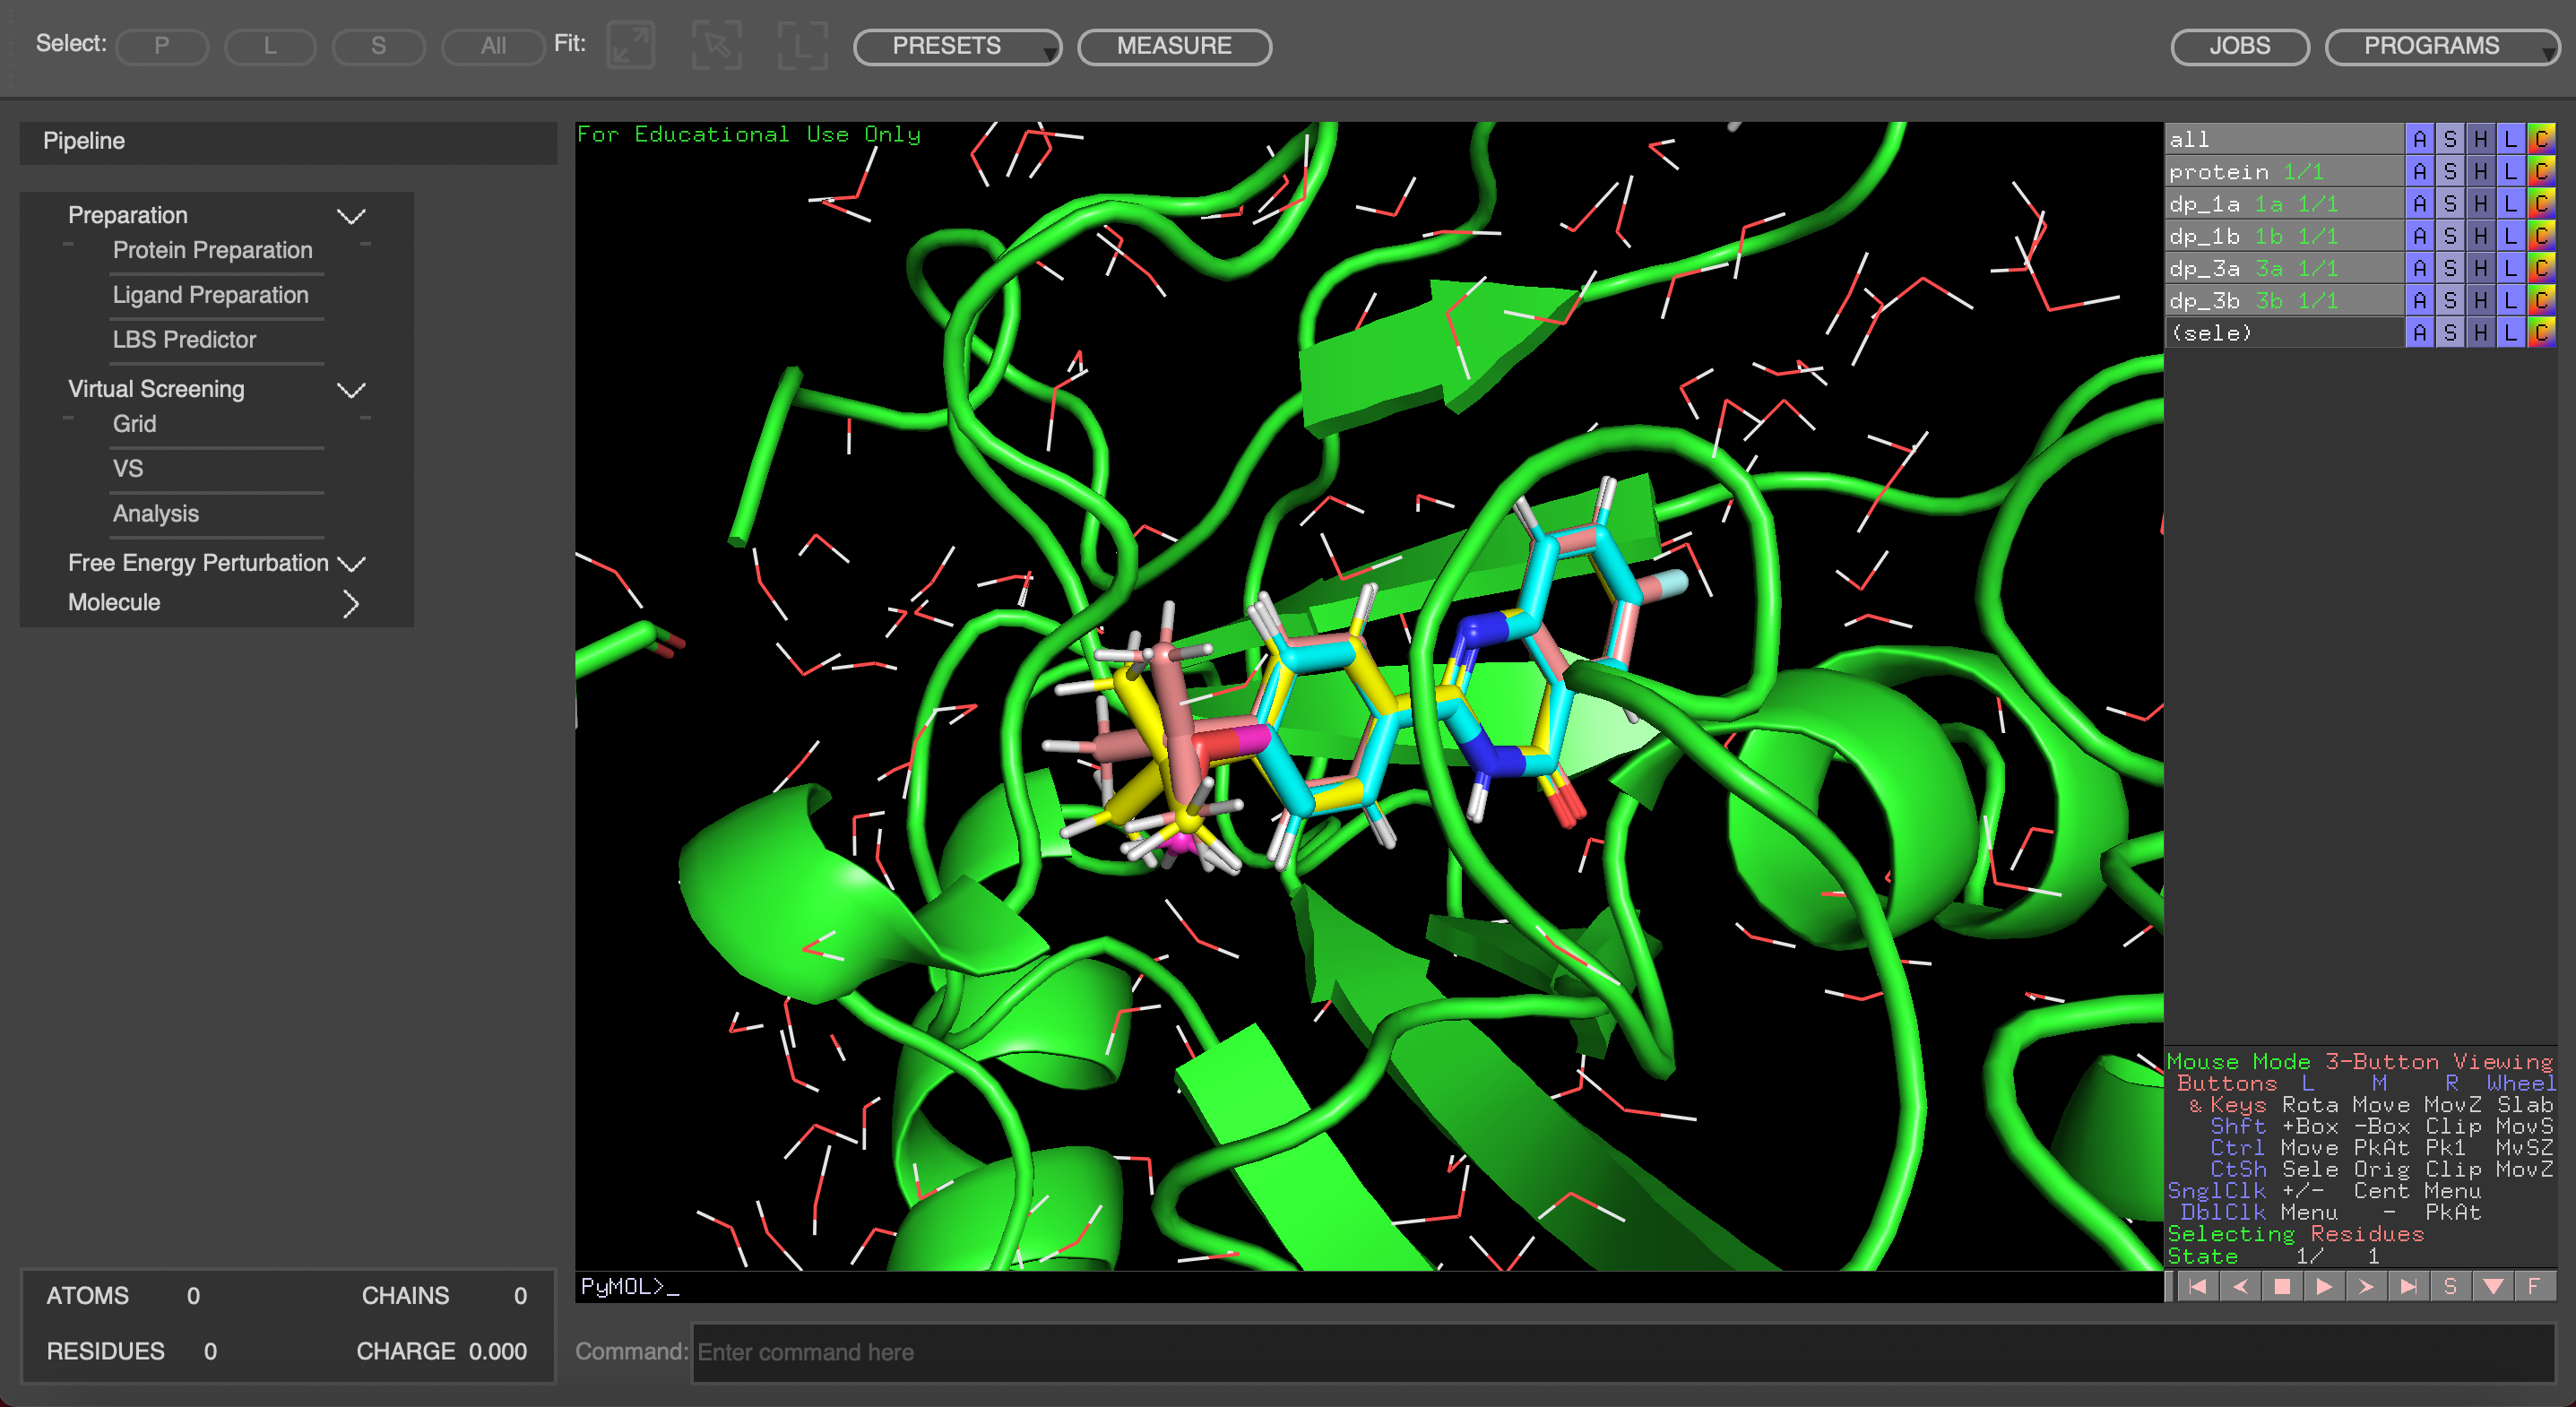 Select: P L S All Fit: PRESETS MEASURE JOBS PROGRAMS
Pipeline
Preparation
Protein Preparation
Ligand Preparation
LBS Predictor
Virtual Screening
Grid
VS
Analysis
Free Energy Perturbation
Molecule
ATOMS 0 CHAINS 0
RESIDUES 0 CHARGE 0.000
For Educational Use Only
PyMOL>_
Command: Enter command here
all A S H L C
protein 1/1 A S H L C
dp_1a 1a 1/1 A S H L C
dp_1b 1b 1/1 A S H L C
dp_3a 3a 1/1 A S H L C
dp_3b 3b 1/1 A S H L C
(sele) A S H L C
Mouse Mode 3-Button Viewing
Buttons L M R Wheel
& Keys Rota Move MovZ Slab
Shft +Box -Box Clip MovS
Ctrl Move PkAt Pk1 MvSZ
CtSh Sele Orig Clip MovZ
SnglClk +/- Cent Menu
DblClk Menu - PkAt
Selecting Residues
State 1/ 1
S F